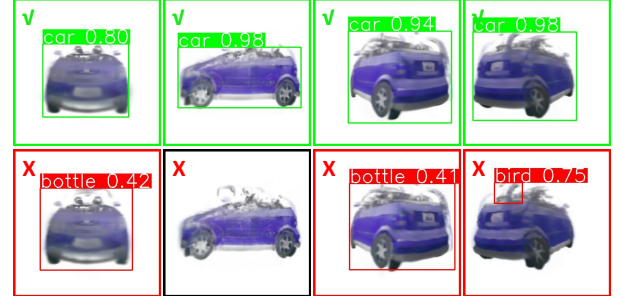 √ car 0.80
√ car 0.98
√ car 0.94
√ car 0.98
X bottle 0.42
X
X bottle 0.41
X bird 0.75